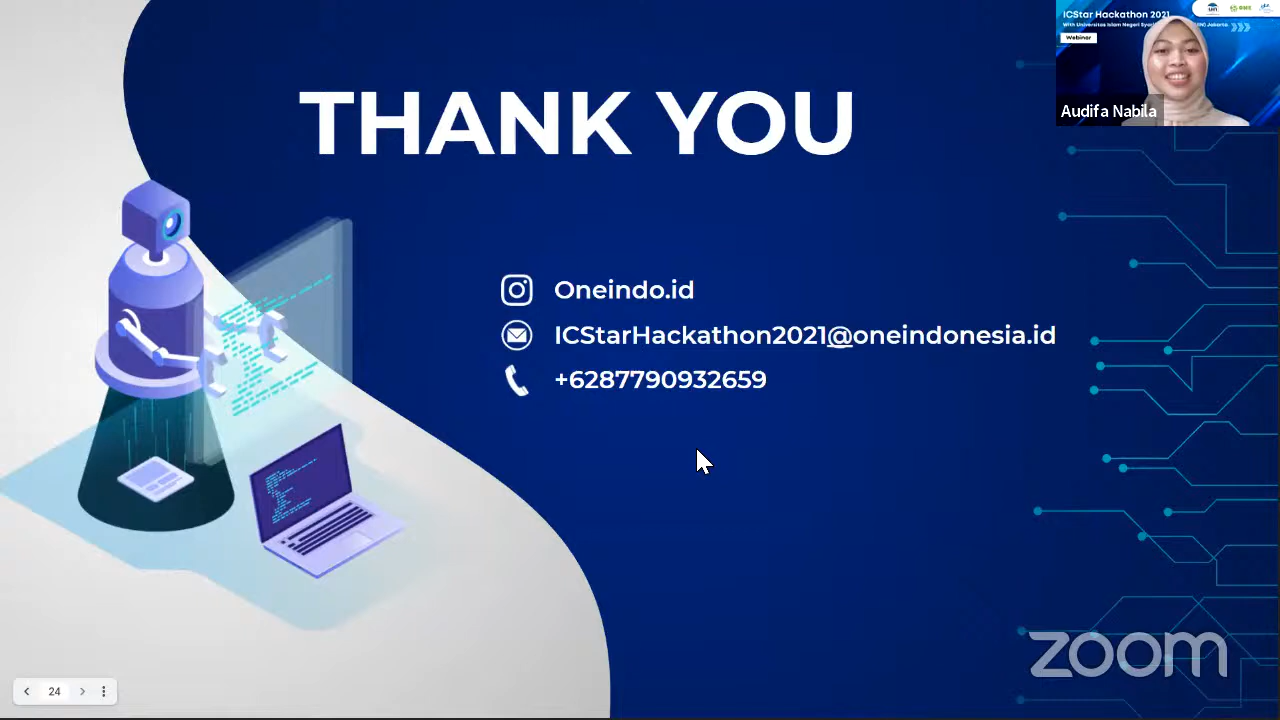 THANK YOU
Oneindo.id
ICStarHackathon2021@oneindonesia.id
+6287790932659
ICStar Hackathon 2021
Webinar
Audifa Nabila
zoom
24